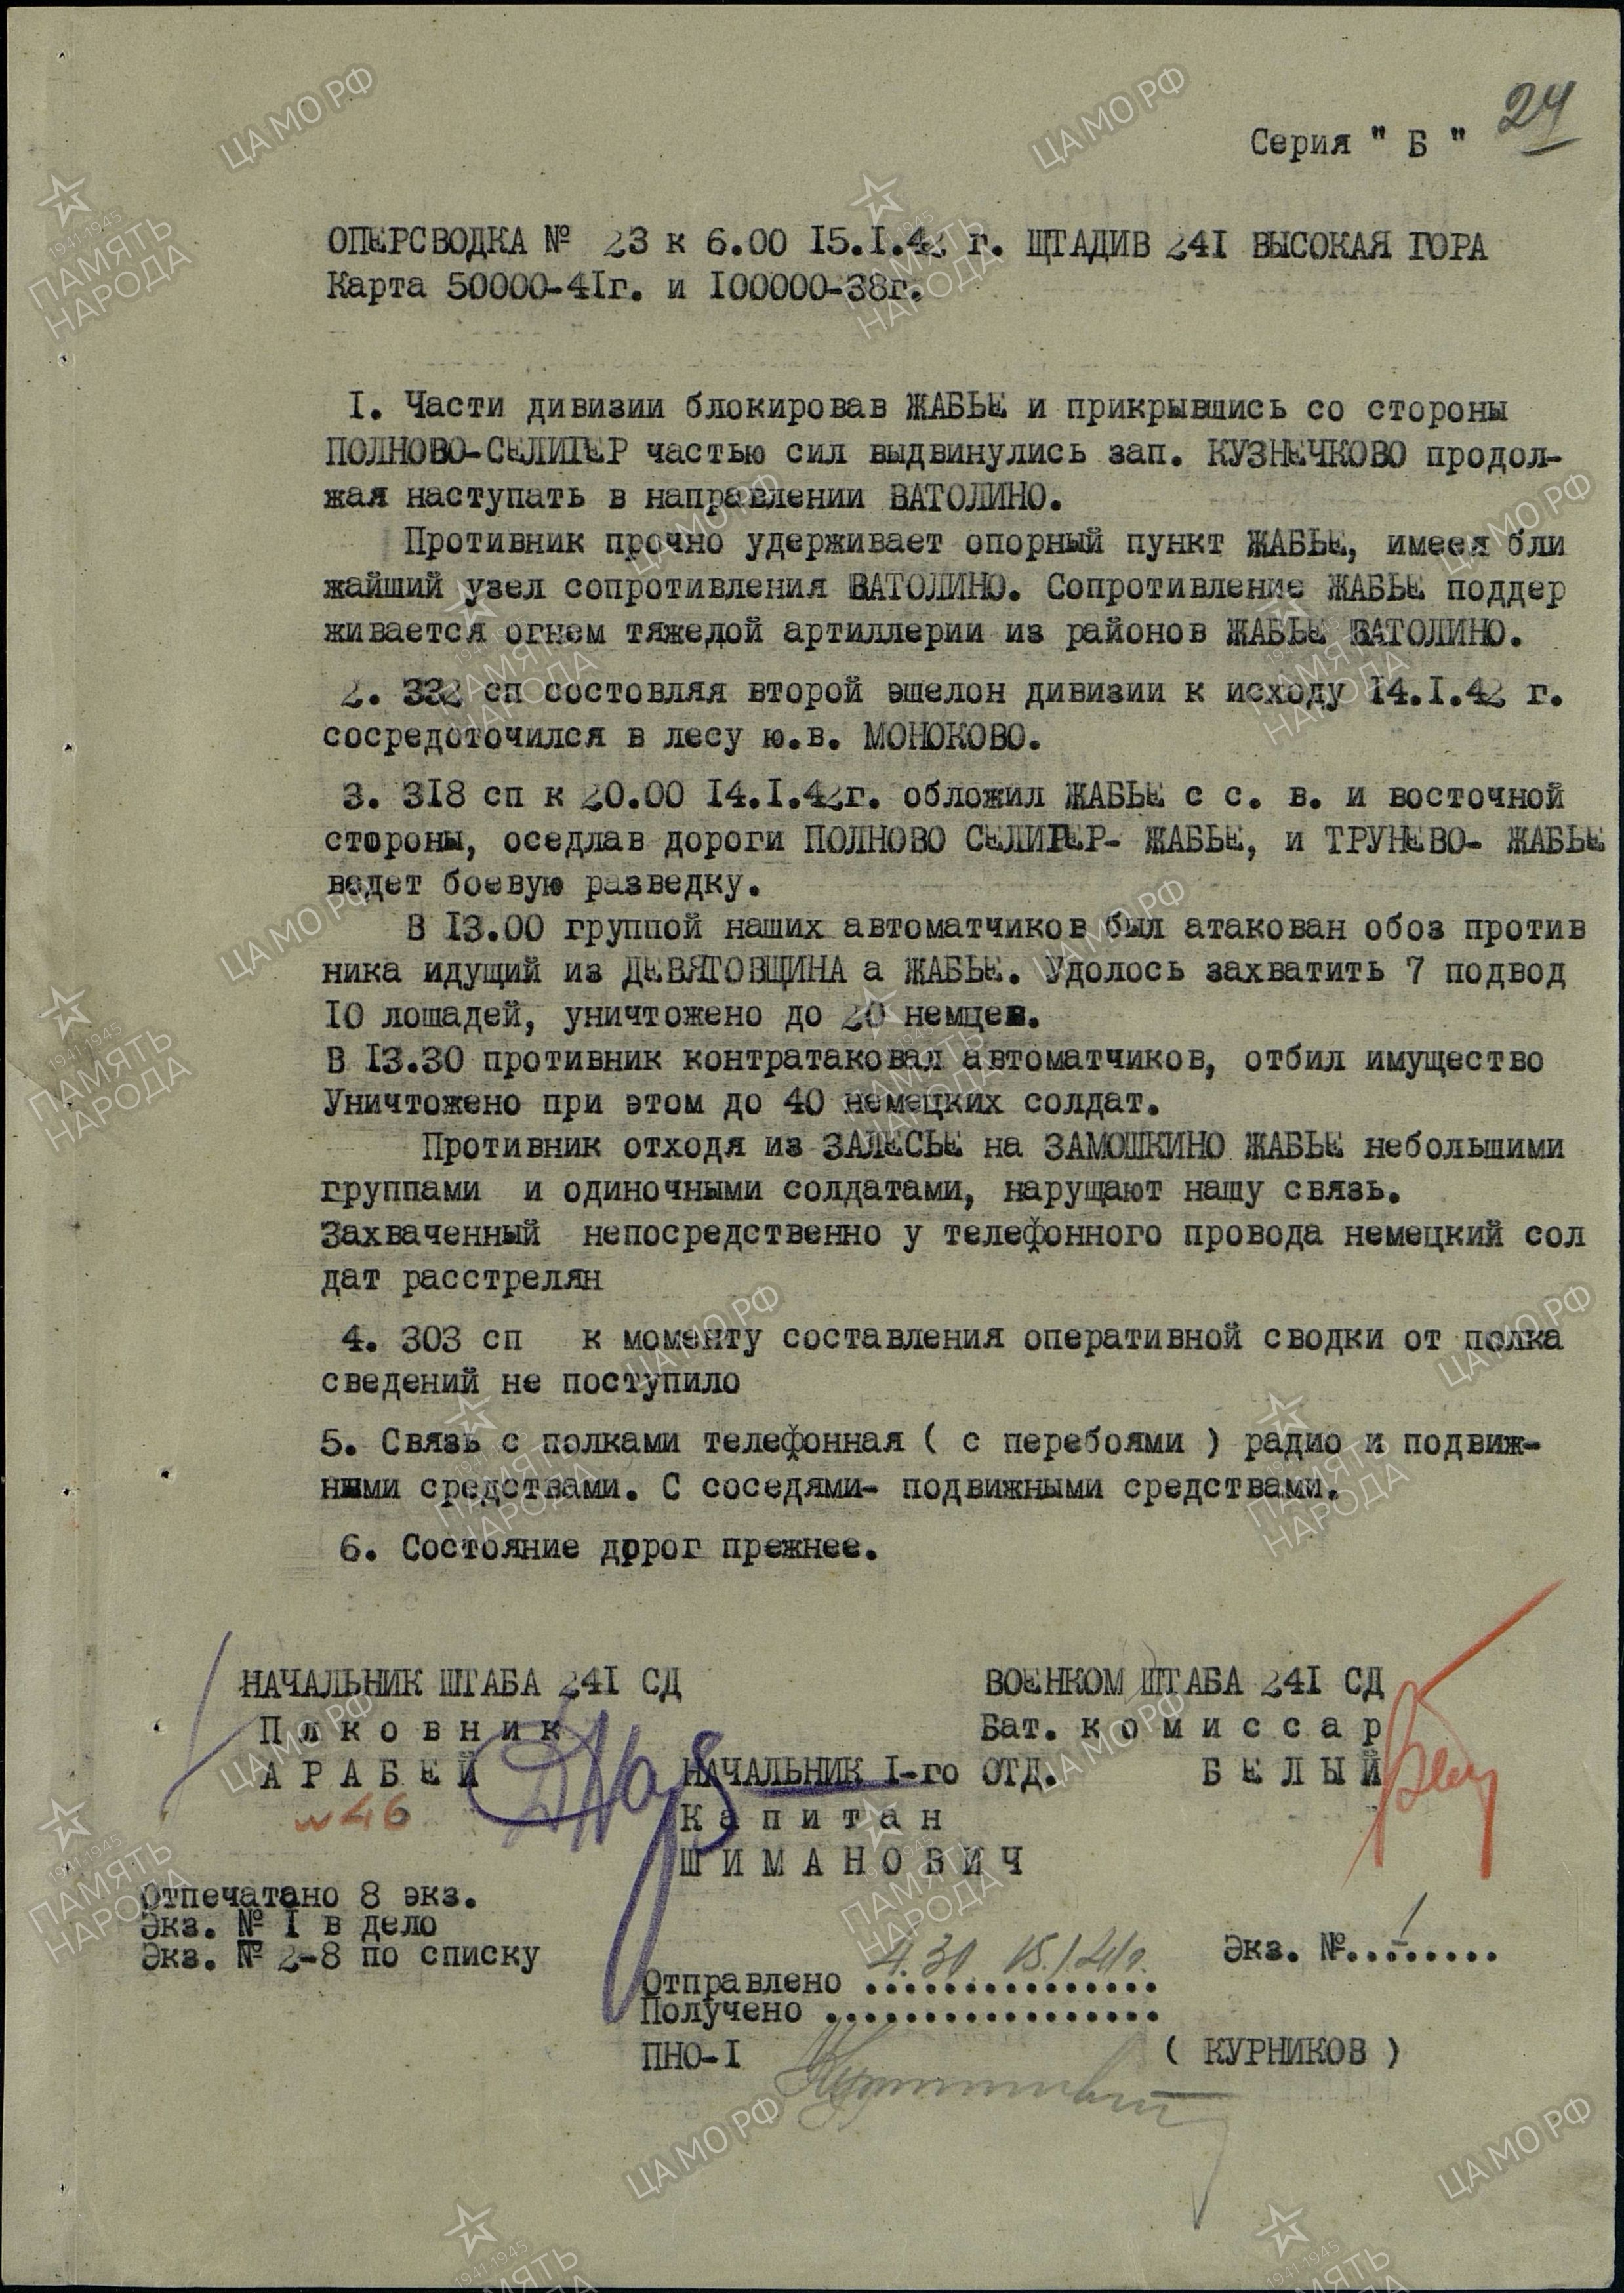 24
Серия " Б "
ОПЕРСВОДКА № 23 к 6.00 15.I.42 г. ШТАДИВ 241 ВЫСОКАЯ ГОРА
Карта 50000-41г. и 100000-38г.
I. Части дивизии блокировав ЖАБЬЕ и прикрывшись со стороны
ПОЛНОВО-СЕЛИГЕР частью сил выдвинулись зап. КУЗНЕЧКОВО продол-
жая наступать в направлении ВАТОЛИНО.
Противник прочно удерживает опорный пункт ЖАБЬЕ, имеея бли
жайший узел сопротивления ВАТОЛИНО. Сопротивление ЖАБЬЕ поддер
живается огнем тяжелой артиллерии из районов ЖАБЬЕ ВАТОЛИНО.
2. 332 сп состовляя второй эшелон дивизии к исходу 14.I.42 г.
сосредоточился в лесу ю.в. МОНОКОВО.
3. 318 сп к 20.00 14.I.42г. обложил ЖАБЬЕ с с. в. и восточной
стороны, оседлав дороги ПОЛНОВО СЕЛИГЕР- ЖАБЬЕ, и ТРУНЕВО- ЖАБЬЕ
ведет боевую разведку.
В 13.00 группой наших автоматчиков был атакован обоз против
ника идущий из ДЕВЯТОВЩИНА а ЖАБЬЕ. Удолось захватить 7 подвод
10 лошадей, уничтожено до 20 немцев.
В 13.30 противник контратаковал автоматчиков, отбил имущество
Уничтожено при этом до 40 немецких солдат.
Противник отходя из ЗАЛЕСЬЕ на ЗАМОШКИНО ЖАБЬЕ небольшими
группами и одиночными солдатами, нарущают нашу связь.
Захваченный непосредственно у телефонного провода немецкий сол
дат расстрелян
4. 303 сп к моменту составления оперативной сводки от полка
сведений не поступило
5. Связь с полками телефонная ( с перебоями ) радио и подвиж-
ными средствами. С соседями- подвижными средствами.
6. Состояние дорог прежнее.
НАЧАЛЬНИК ШТАБА 241 СД ВОЕНКОМ ШТАБА 241 СД
П л к о в н и к Бат. к о м и с с а р
А Р А Б Е Й НАЧАЛЬНИК I-го ОТД. Б Е Л Ы Й
№46 К а п и т а н
Ш И М А Н О В И Ч
Отпечатано 8 экз.
Экз. № I в дело
Экз. № 2-8 по списку
Экз. №..1......
Отправлено 4.30
Получено .................
ПНО-I ( КУРНИКОВ )
ЦАМО РФ
1941-1945
ПАМЯТЬ
НАРОДА